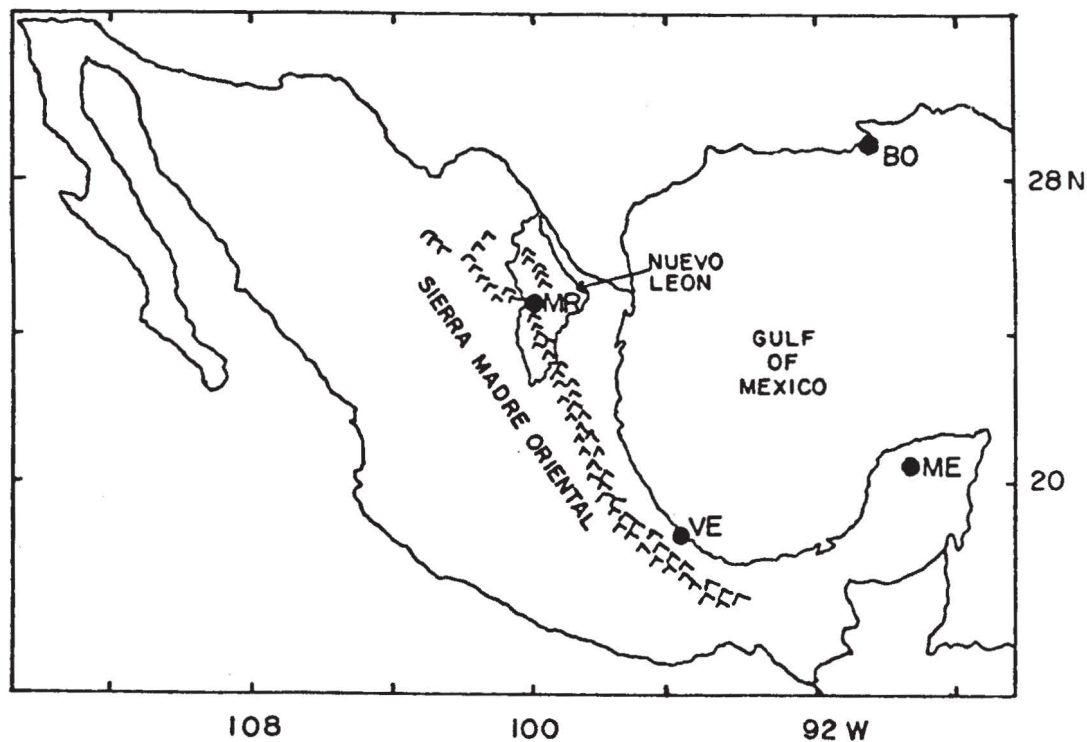 BO
28 N
NUEVO
LEON
MR
SIERRA MADRE ORIENTAL
GULF
OF
MEXICO
ME
20
VE
108 100 92 W